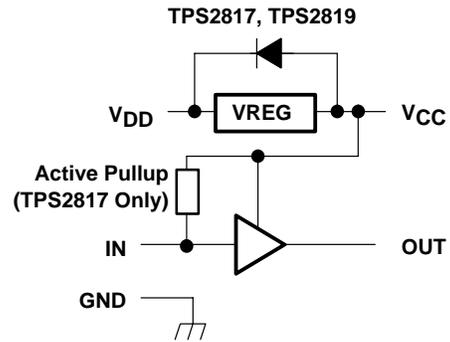 TPS2817, TPS2819
VDD
VREG
VCC
Active Pullup
(TPS2817 Only)
IN
OUT
GND